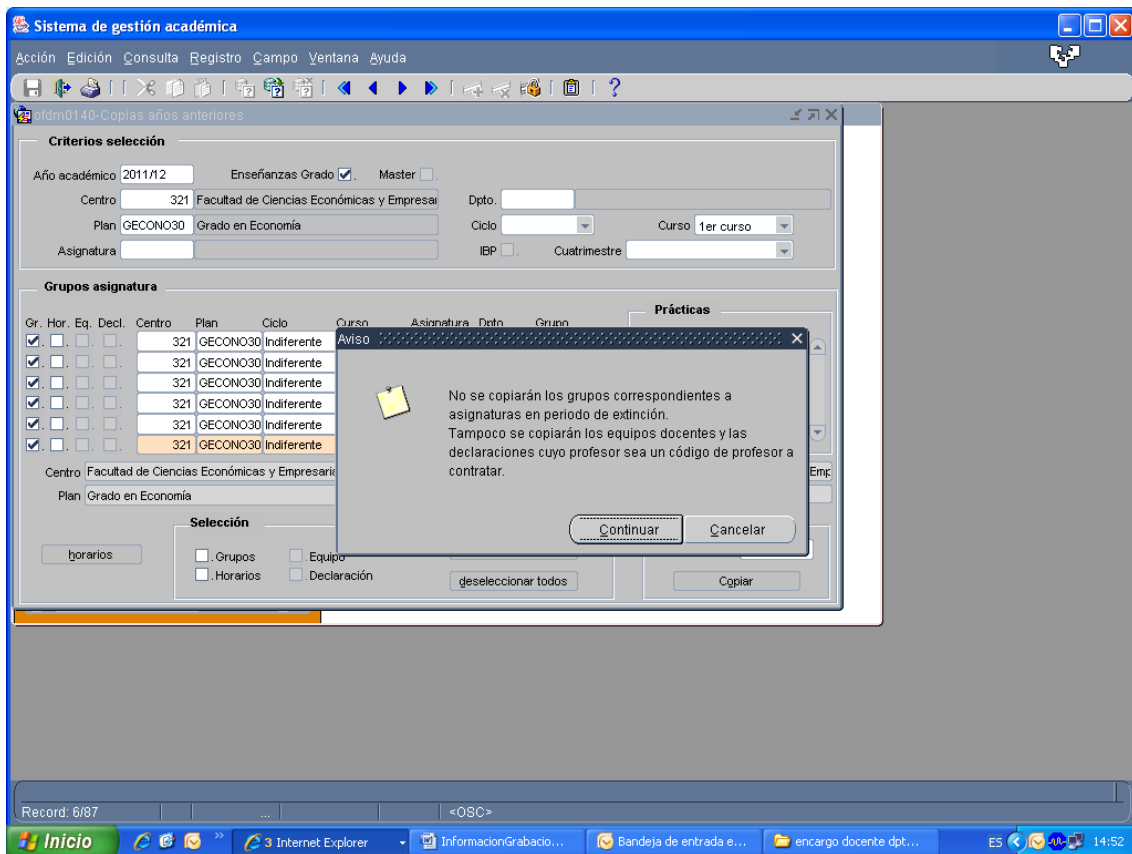 Sistema de gestión académica
Acción Edición Consulta Registro Campo Ventana Ayuda
ofdm0140-Copias años anteriores
Criterios selección
Año académico 2011/12 Enseñanzas Grado . Master .
Centro 321 Facultad de Ciencias Económicas y Empresai Dpto.
Plan GECONO30 Grado en Economía Ciclo Curso 1er curso
Asignatura IBP . Cuatrimestre
Grupos asignatura
Prácticas
Gr. Hor. Eq. Decl. Centro Plan Ciclo Curso Asignatura Dpto Grupo
321 GECONO30 Indiferente
321 GECONO30 Indiferente
321 GECONO30 Indiferente
321 GECONO30 Indiferente
321 GECONO30 Indiferente
321 GECONO30 Indiferente
Aviso
No se copiarán los grupos correspondientes a
asignaturas en periodo de extinción.
Tampoco se copiarán los equipos docentes y las
declaraciones cuyo profesor sea un código de profesor a
contratar.
Continuar Cancelar
Centro Facultad de Ciencias Económicas y Empresaria Emp
Plan Grado en Economía
Selección
horarios
. Grupos . Equipo
. Horarios . Declaración
deseleccionar todos Copiar
Record: 6/87 ... <OSC>
Inicio 3 Internet Explorer InformacionGrabacio... Bandeja de entrada e... encargo docente dpt... ES 14:52